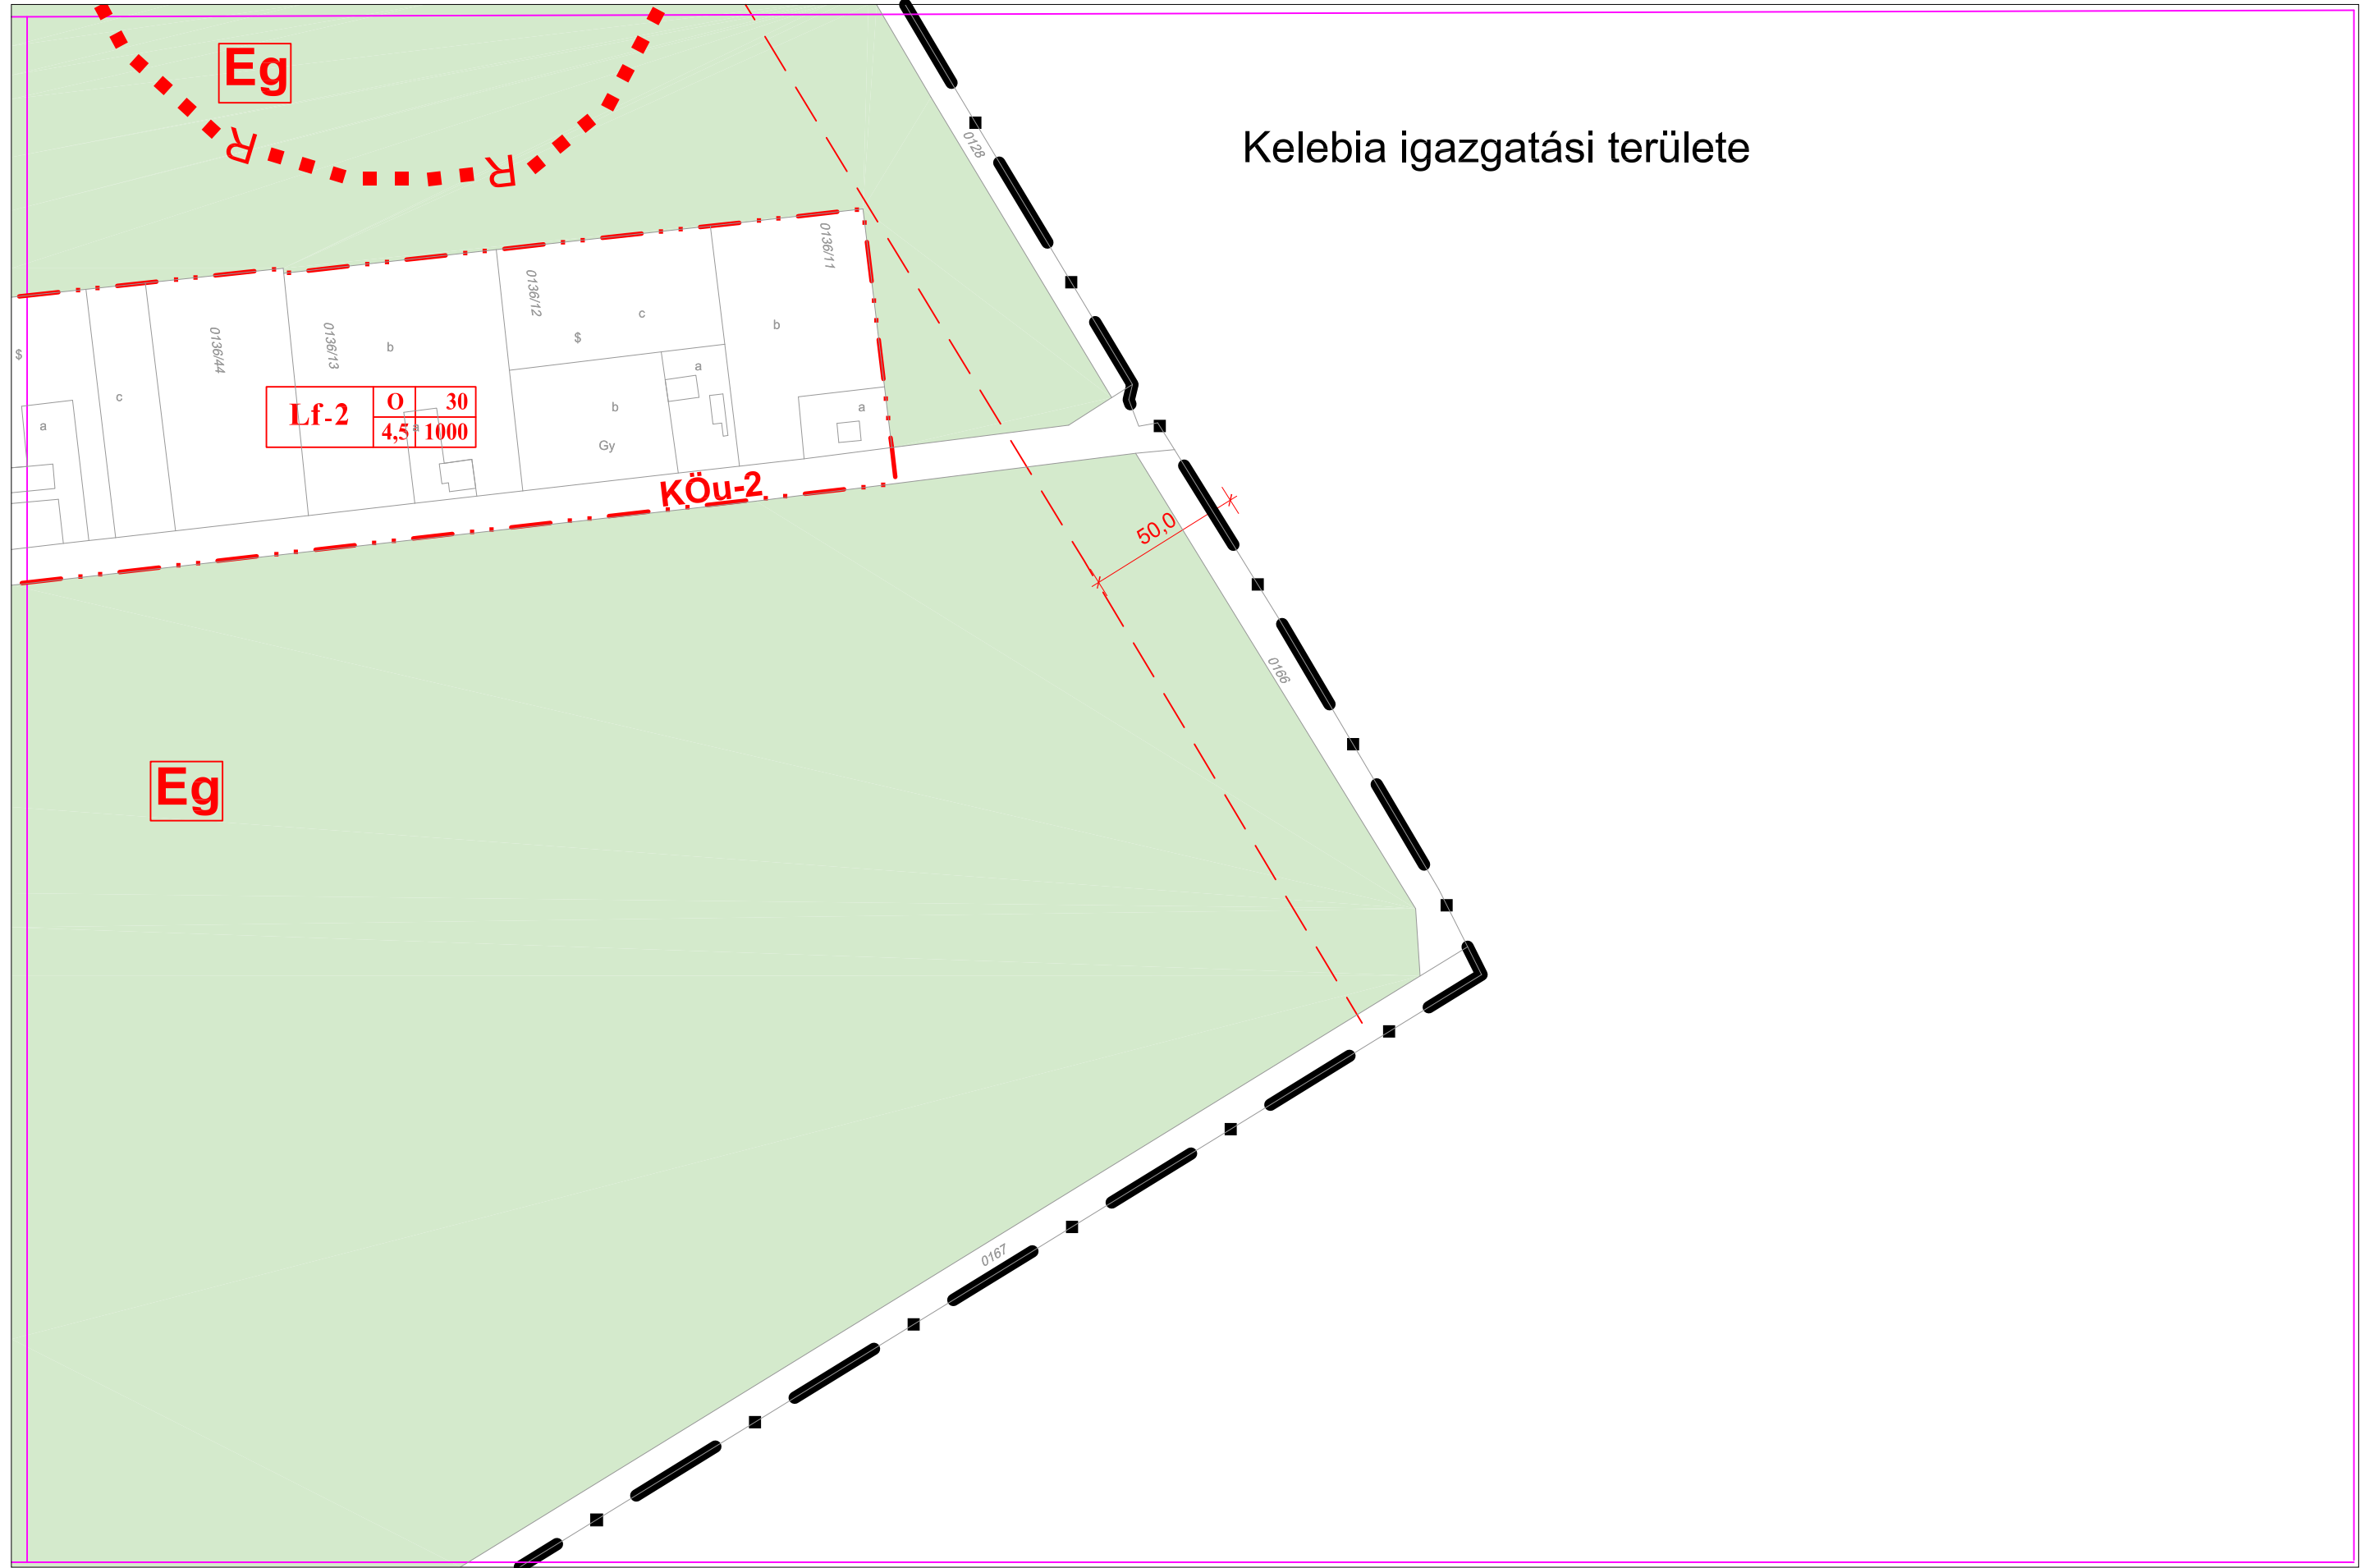 Eg
R
R
Kelebia igazgatási területe
0128
0136/11
0136/12
c
$
b
0136/44
0136/13
b
$
a
c
Lf-2
O
30
4,5
1000
a
b
a
a
Gy
KÖu-2
50,0
0166
Eg
0167